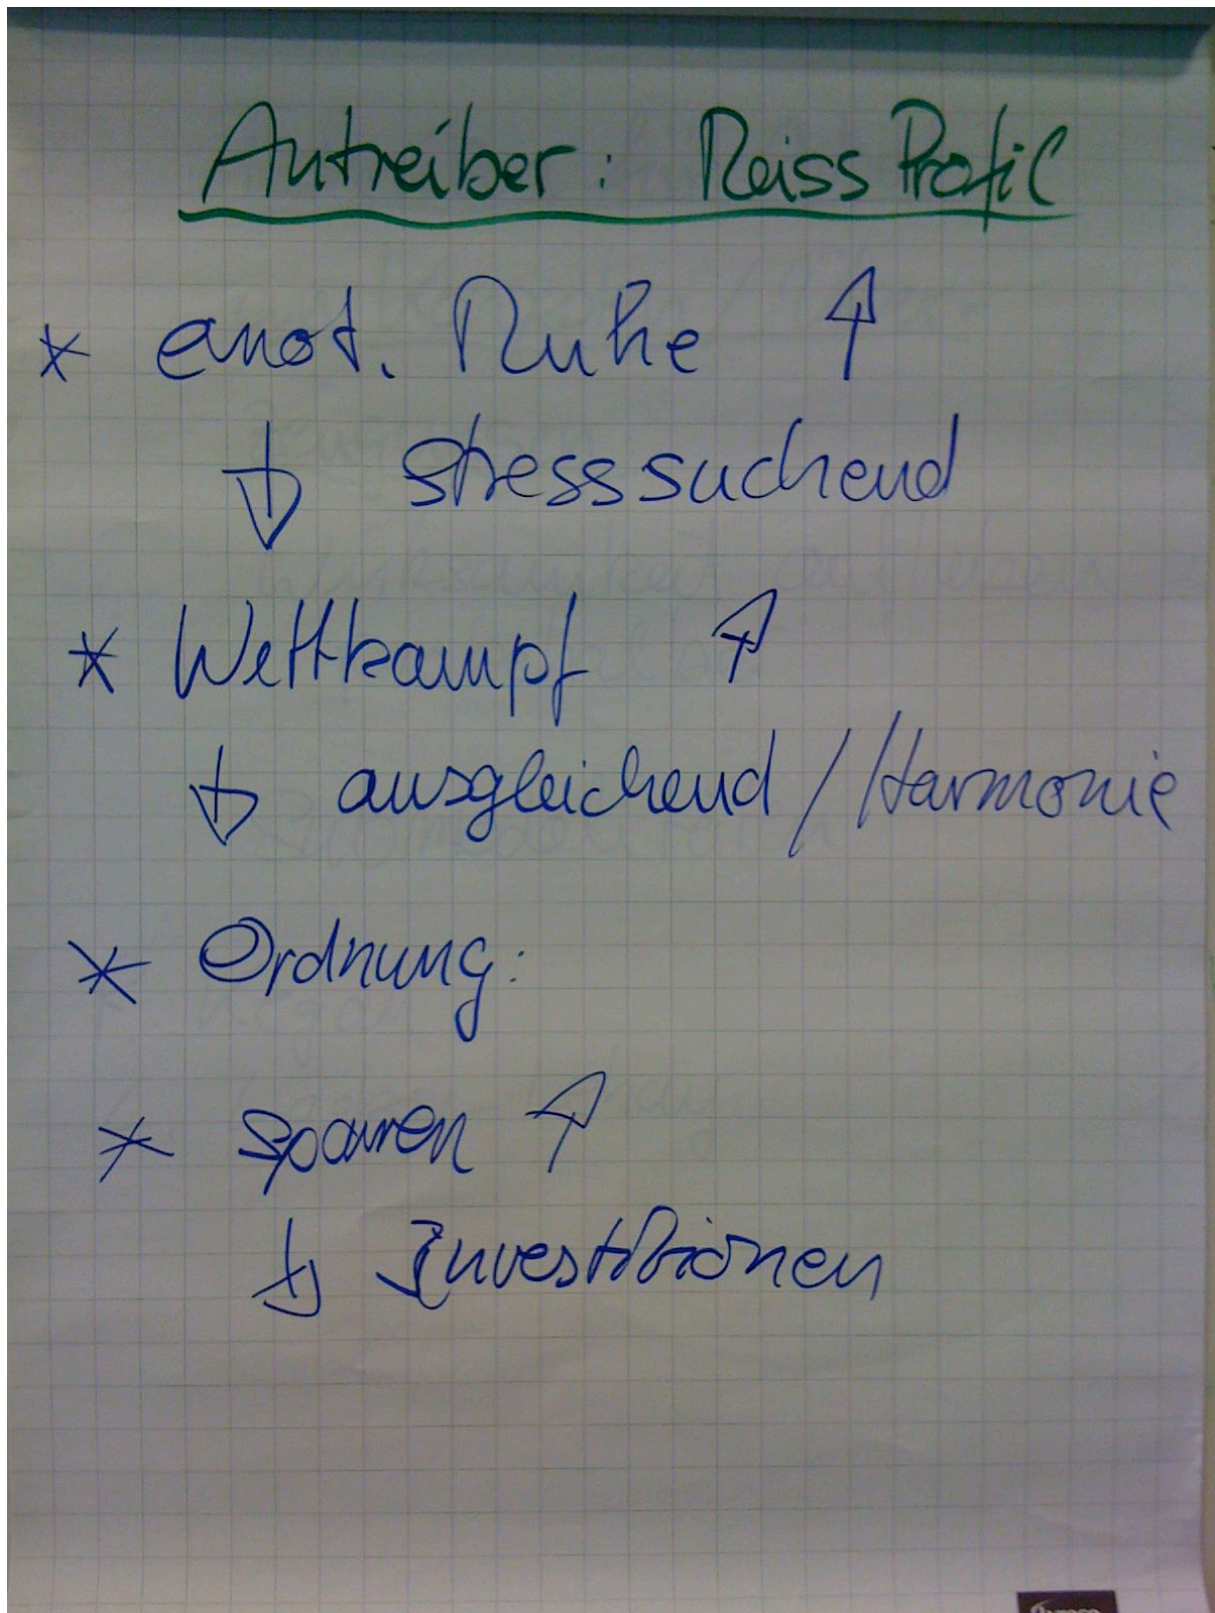 Antreiber: Reiss Profil
* emot. Ruhe ↑
↓ stresssuchend
* Wettkampf ↑
↓ ausgleichend / Harmonie
* Ordnung:
* sparen ↑
↓ Investitionen